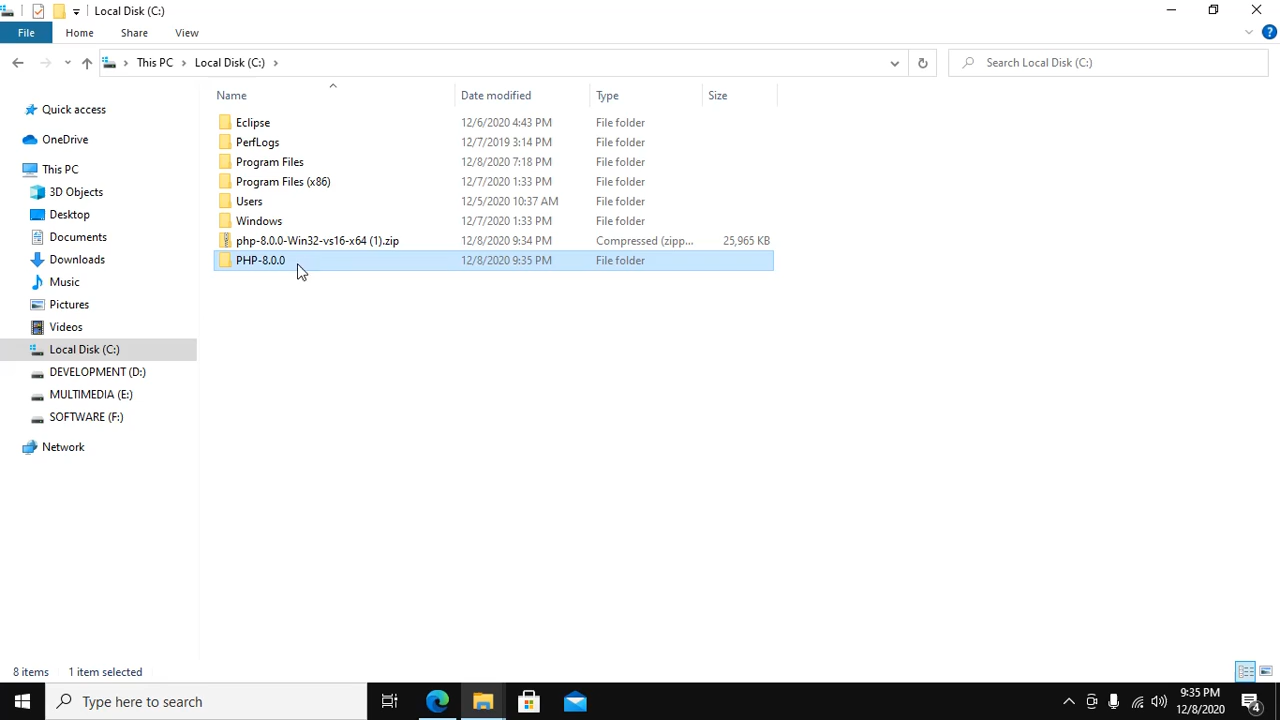 Local Disk (C:)
File Home Share View
This PC Local Disk (C:) Search Local Disk (C:)
Name Date modified Type Size
Quick access
OneDrive
This PC
3D Objects
Desktop
Documents
Downloads
Music
Pictures
Videos
Local Disk (C:)
DEVELOPMENT (D:)
MULTIMEDIA (E:)
SOFTWARE (F:)
Network
Eclipse 12/6/2020 4:43 PM File folder
PerfLogs 12/7/2019 3:14 PM File folder
Program Files 12/8/2020 7:18 PM File folder
Program Files (x86) 12/7/2020 1:33 PM File folder
Users 12/5/2020 10:37 AM File folder
Windows 12/7/2020 1:33 PM File folder
php-8.0.0-Win32-vs16-x64 (1).zip 12/8/2020 9:34 PM Compressed (zipp... 25,965 KB
PHP-8.0.0 12/8/2020 9:35 PM File folder
8 items 1 item selected
Type here to search
9:35 PM
12/8/2020
4